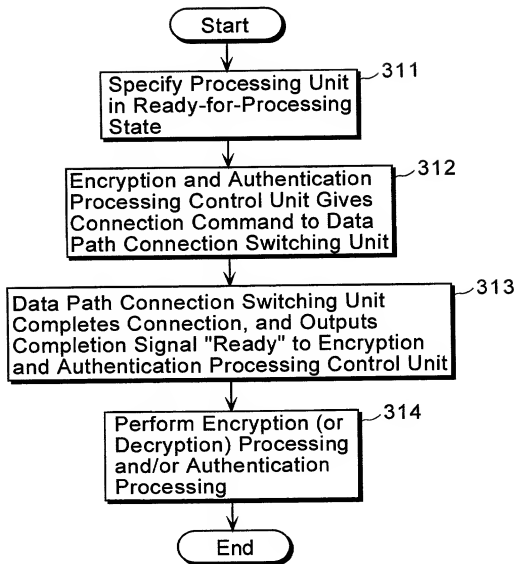 Start
311
Specify Processing Unit
in Ready-for-Processing
State
312
Encryption and Authentication
Processing Control Unit Gives
Connection Command to Data
Path Connection Switching Unit
313
Data Path Connection Switching Unit
Completes Connection, and Outputs
Completion Signal "Ready" to Encryption
and Authentication Processing Control Unit
314
Perform Encryption (or
Decryption) Processing
and/or Authentication
Processing
End